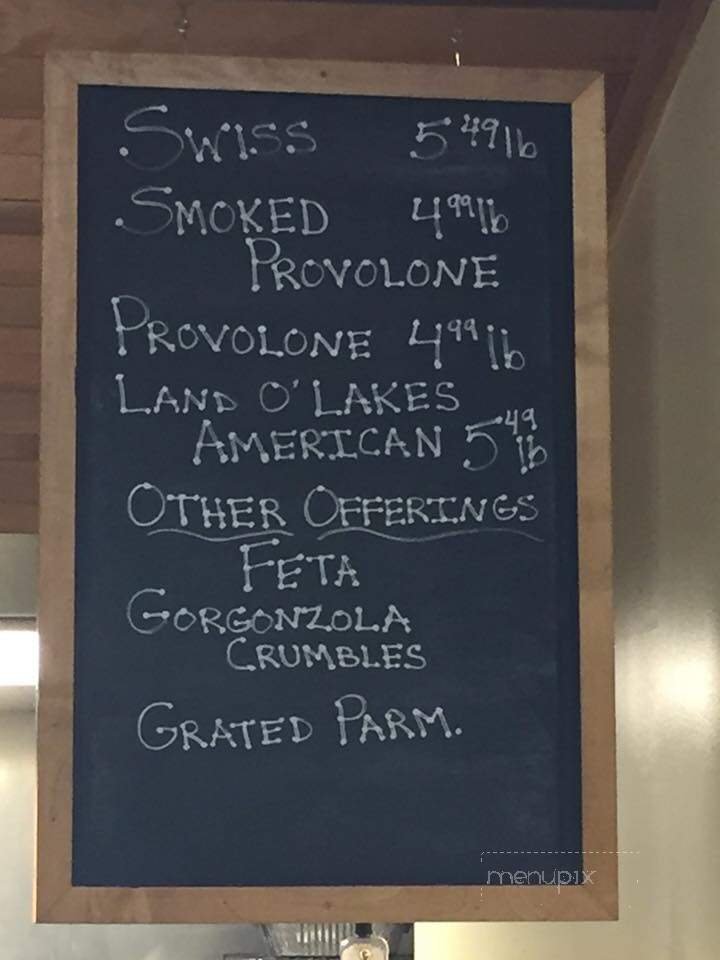 SWISS 5 49 lb
SMOKED 4 99 lb
PROVOLONE
PROVOLONE 4 99 lb
LAND O'LAKES
AMERICAN 5 49 lb
OTHER OFFERINGS
FETA
GORGONZOLA
CRUMBLES
GRATED PARM.
menupix